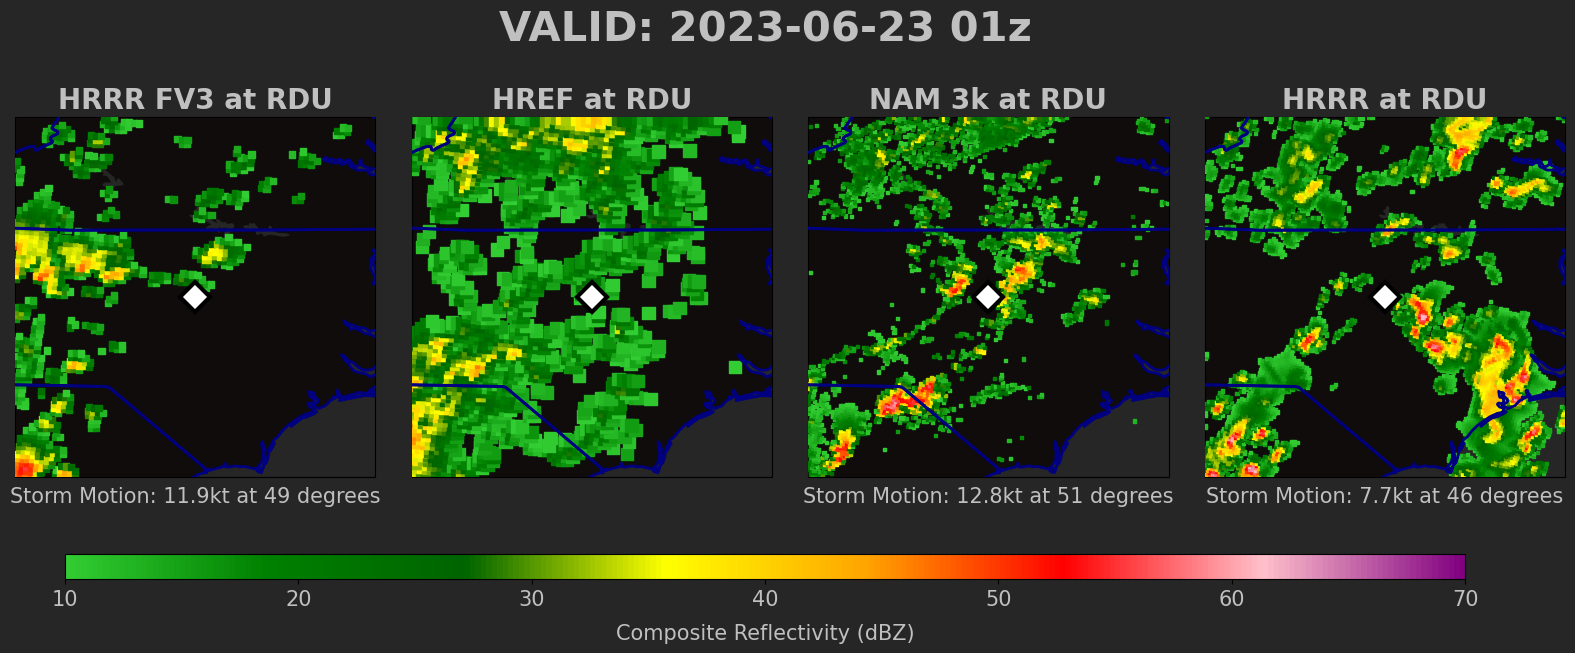 VALID: 2023-06-23 01z
HRRR FV3 at RDU
HREF at RDU
NAM 3k at RDU
HRRR at RDU
Storm Motion: 11.9kt at 49 degrees
Storm Motion: 12.8kt at 51 degrees
Storm Motion: 7.7kt at 46 degrees
10 20 30 40 50 60 70
Composite Reflectivity (dBZ)